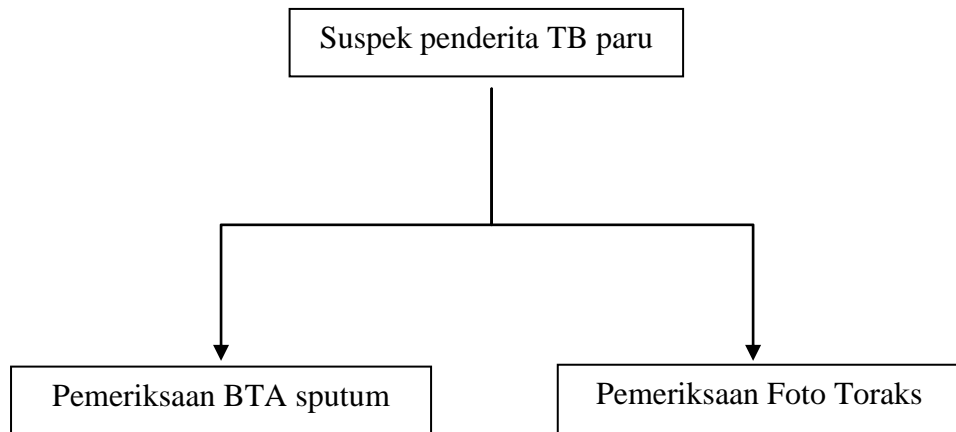 Suspek penderita TB paru
Pemeriksaan BTA sputum
Pemeriksaan Foto Toraks